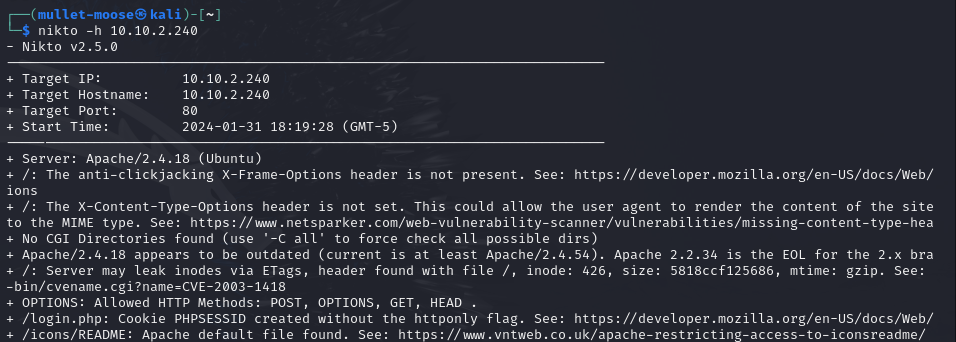 ┌──(mullet-moose㉿kali)-[~]
└─$ nikto -h 10.10.2.240
- Nikto v2.5.0
---------------------------------------------------------------------------
+ Target IP:          10.10.2.240
+ Target Hostname:    10.10.2.240
+ Target Port:        80
+ Start Time:         2024-01-31 18:19:28 (GMT-5)
---------------------------------------------------------------------------
+ Server: Apache/2.4.18 (Ubuntu)
+ /: The anti-clickjacking X-Frame-Options header is not present. See: https://developer.mozilla.org/en-US/docs/Web/
ions
+ /: The X-Content-Type-Options header is not set. This could allow the user agent to render the content of the site
to the MIME type. See: https://www.netsparker.com/web-vulnerability-scanner/vulnerabilities/missing-content-type-hea
+ No CGI Directories found (use '-C all' to force check all possible dirs)
+ Apache/2.4.18 appears to be outdated (current is at least Apache/2.4.54). Apache 2.2.34 is the EOL for the 2.x bra
+ /: Server may leak inodes via ETags, header found with file /, inode: 426, size: 5818ccf125686, mtime: gzip. See:
-bin/cvename.cgi?name=CVE-2003-1418
+ OPTIONS: Allowed HTTP Methods: POST, OPTIONS, GET, HEAD .
+ /login.php: Cookie PHPSESSID created without the httponly flag. See: https://developer.mozilla.org/en-US/docs/Web/
+ /icons/README: Apache default file found. See: https://www.vntweb.co.uk/apache-restricting-access-to-iconsreadme/